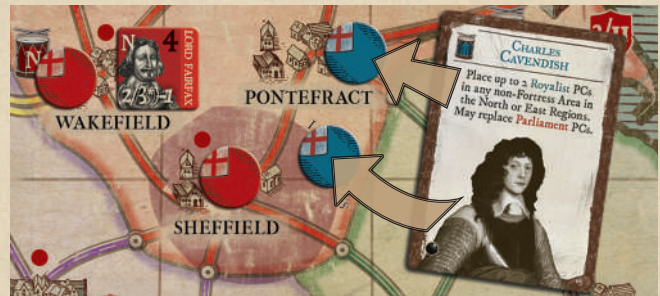 N
N
4
LORD FAIRFAX
2/3
-1
WAKEFIELD
PONTEFRACT
SHEFFIELD
CHARLES
CAVENDISH
Place up to 2 Royalist PCs
in any non-Fortress Area in
the North or East Regions.
May replace Parliament PCs.